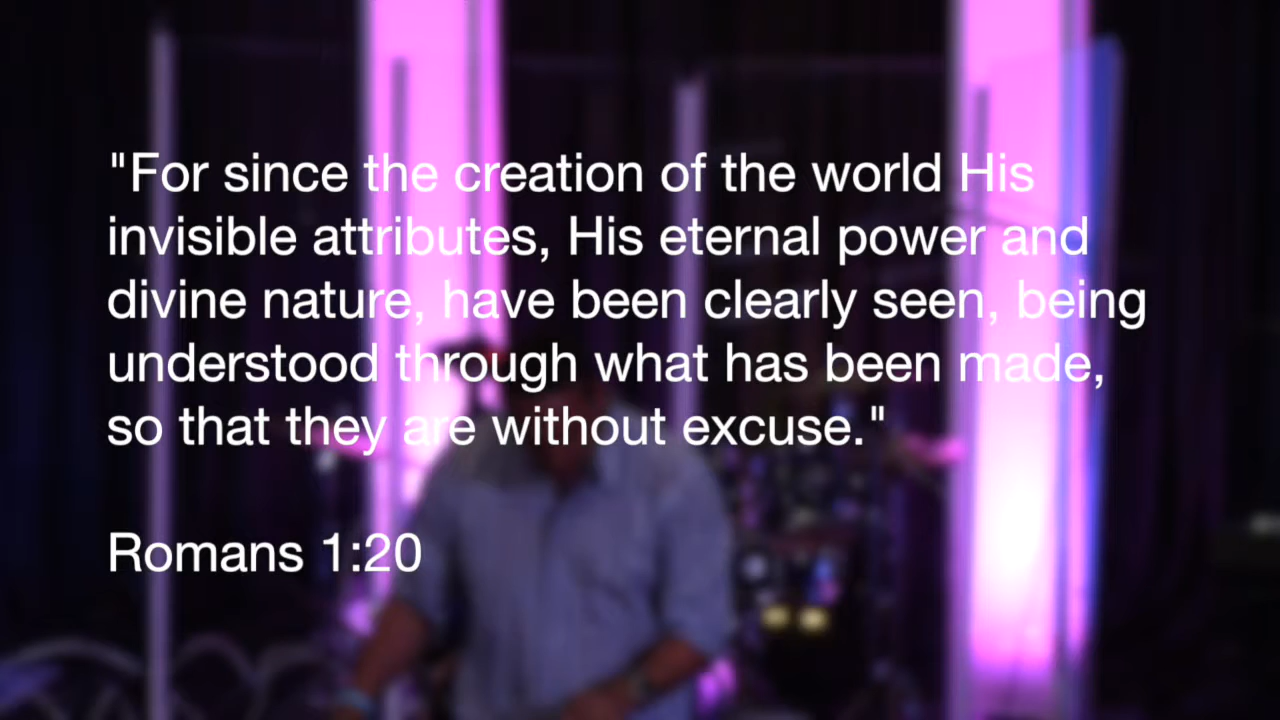 "For since the creation of the world His
invisible attributes, His eternal power and
divine nature, have been clearly seen, being
understood through what has been made,
so that they are without excuse."
Romans 1:20